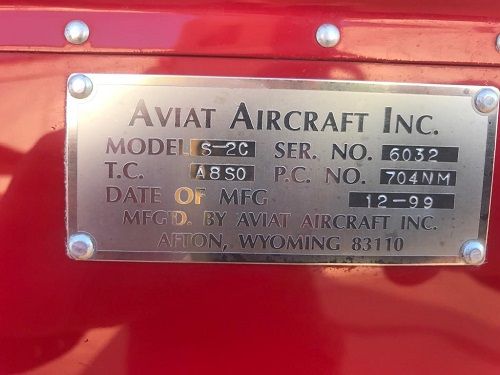 AVIAT AIRCRAFT INC.
MODEL S-2C SER. NO. 6032
T.C. A8SO P.C. NO. 704NM
DATE OF MFG 12-99
MFG'D. BY AVIAT AIRCRAFT INC.
AFTON, WYOMING 83110